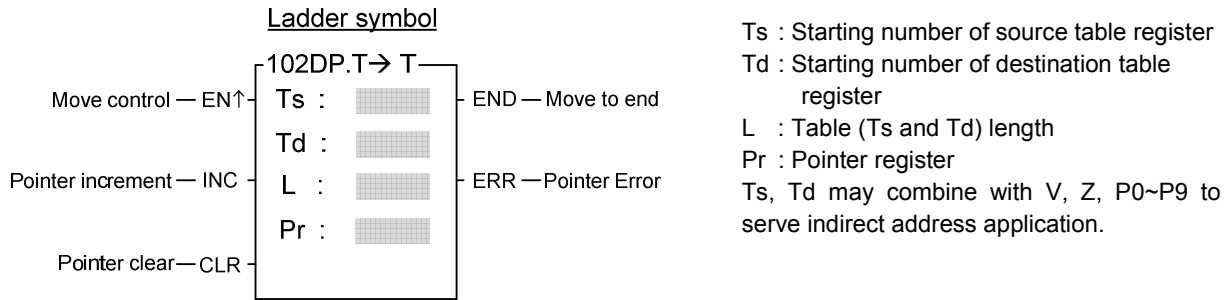 Ladder symbol
102DP.T→ T
Move control — EN↑
Ts :
END — Move to end
Td :
Pointer increment — INC
L :
ERR — Pointer Error
Pr :
Pointer clear — CLR
Ts : Starting number of source table register
Td : Starting number of destination table
register
L : Table (Ts and Td) length
Pr : Pointer register
Ts, Td may combine with V, Z, P0~P9 to
serve indirect address application.